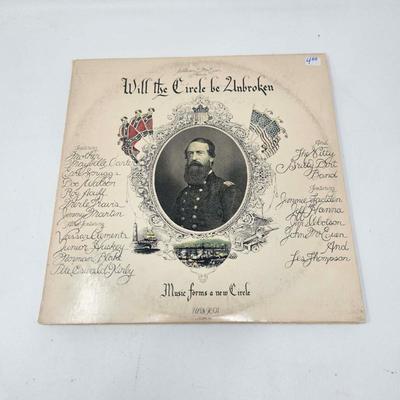 4.00
Will the Circle be Unbroken
featuring
Mother
Maybelle Carter
Earl Scruggs
Doc Watson
Roy Acuff
Merle Travis
Jimmy Martin
also featuring
Vassar Clements
Junior Huskey
Norman Blake
Pete Oswald Kirby
And
The Nitty
Gritty Dirt
Band
featuring
Jimmie Fadden
Jeff Hanna
Jim Ibbotson
John McEuen
And
Les Thompson
Music forms a new Circle